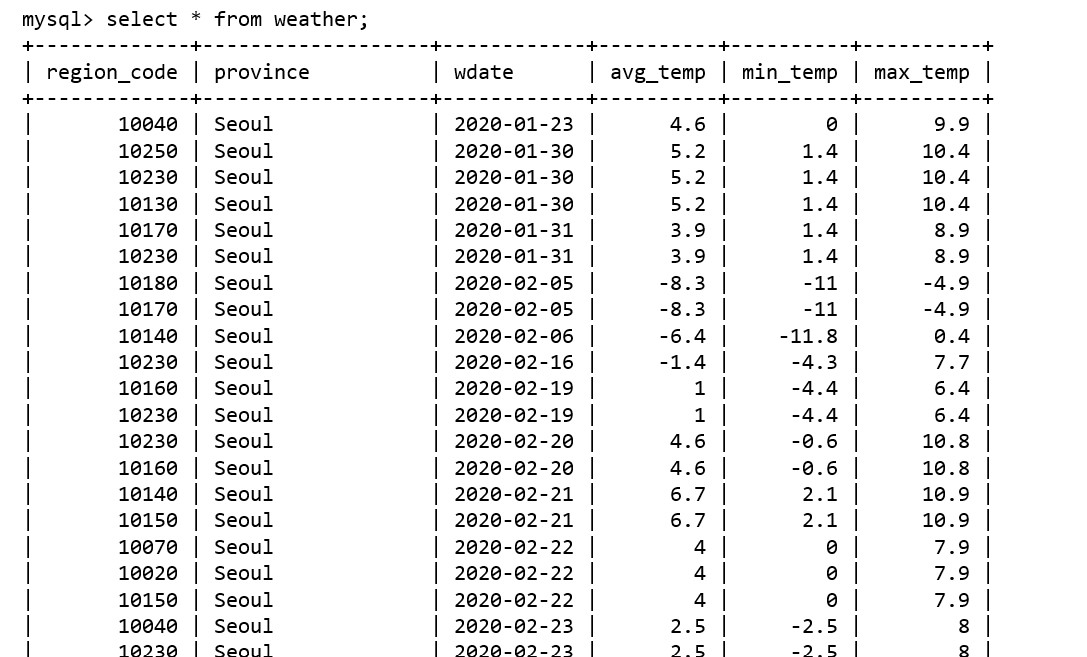 mysql> select * from weather;
+-------------+------------------+------------+----------+----------+----------+
| region_code | province         | wdate      | avg_temp | min_temp | max_temp |
+-------------+------------------+------------+----------+----------+----------+
|       10040 | Seoul            | 2020-01-23 |      4.6 |        0 |      9.9 |
|       10250 | Seoul            | 2020-01-30 |      5.2 |      1.4 |     10.4 |
|       10230 | Seoul            | 2020-01-30 |      5.2 |      1.4 |     10.4 |
|       10130 | Seoul            | 2020-01-30 |      5.2 |      1.4 |     10.4 |
|       10170 | Seoul            | 2020-01-31 |      3.9 |      1.4 |      8.9 |
|       10230 | Seoul            | 2020-01-31 |      3.9 |      1.4 |      8.9 |
|       10180 | Seoul            | 2020-02-05 |     -8.3 |      -11 |     -4.9 |
|       10170 | Seoul            | 2020-02-05 |     -8.3 |      -11 |     -4.9 |
|       10140 | Seoul            | 2020-02-06 |     -6.4 |    -11.8 |      0.4 |
|       10230 | Seoul            | 2020-02-16 |     -1.4 |     -4.3 |      7.7 |
|       10160 | Seoul            | 2020-02-19 |        1 |     -4.4 |      6.4 |
|       10230 | Seoul            | 2020-02-19 |        1 |     -4.4 |      6.4 |
|       10230 | Seoul            | 2020-02-20 |      4.6 |     -0.6 |     10.8 |
|       10160 | Seoul            | 2020-02-20 |      4.6 |     -0.6 |     10.8 |
|       10140 | Seoul            | 2020-02-21 |      6.7 |      2.1 |     10.9 |
|       10150 | Seoul            | 2020-02-21 |      6.7 |      2.1 |     10.9 |
|       10070 | Seoul            | 2020-02-22 |        4 |        0 |      7.9 |
|       10020 | Seoul            | 2020-02-22 |        4 |        0 |      7.9 |
|       10150 | Seoul            | 2020-02-22 |        4 |        0 |      7.9 |
|       10040 | Seoul            | 2020-02-23 |      2.5 |     -2.5 |        8 |
|       10230 | Seoul            | 2020-02-23 |      2.5 |     -2.5 |        8 |